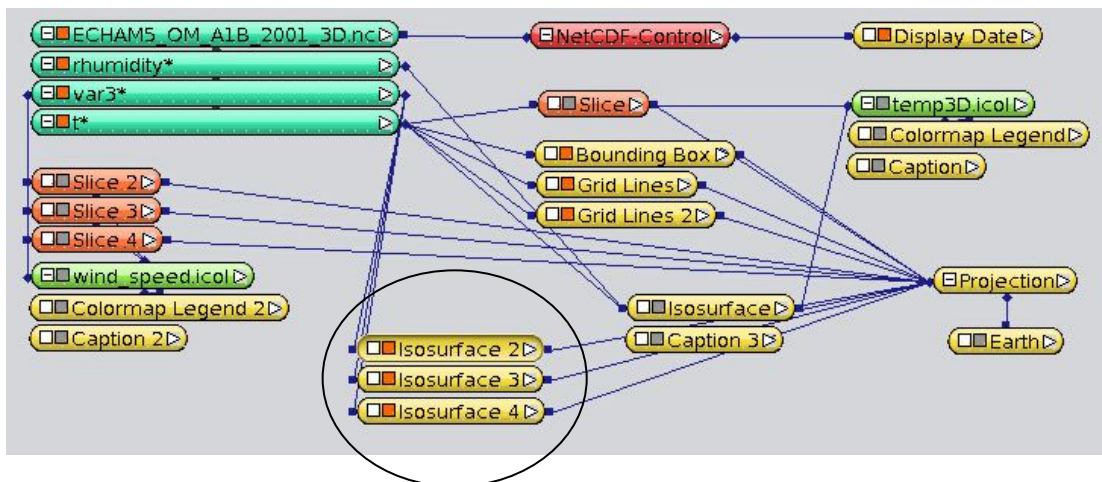 ECHAM5_OM_A1B_2001_3D.nc
NetCDF-Control
Display Date
rhumidity*
var3*
t*
Slice
temp3D.icol
Colormap Legend
Caption
Bounding Box
Grid Lines
Grid Lines 2
Slice 2
Slice 3
Slice 4
wind_speed.icol
Colormap Legend 2
Caption 2
Projection
Isosurface
Caption 3
Earth
Isosurface 2
Isosurface 3
Isosurface 4